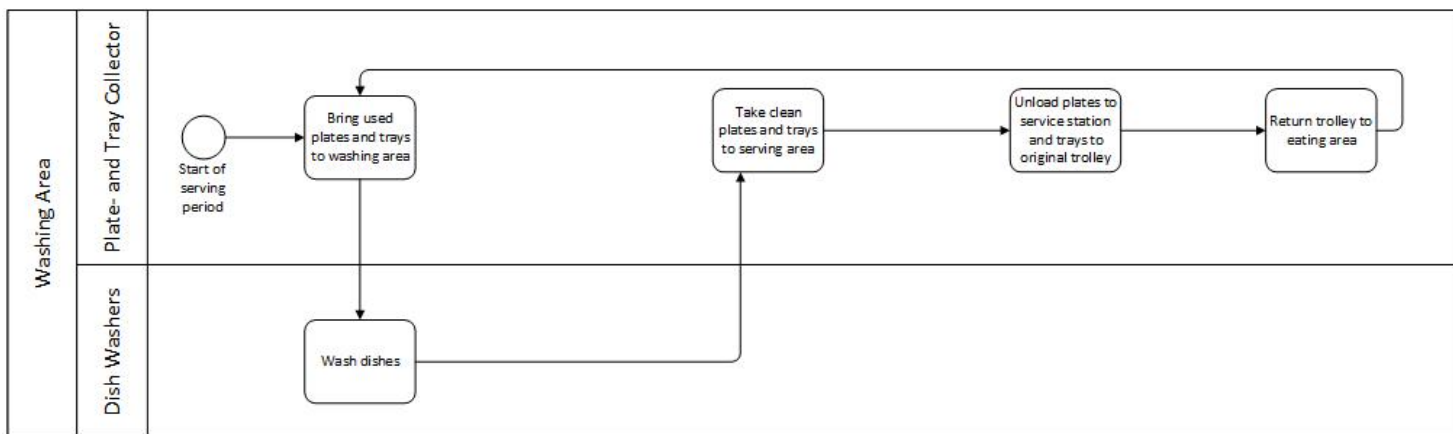 Washing Area
Plate- and Tray Collector
Start of
serving
period
Bring used
plates and trays
to washing area
Take clean
plates and trays
to serving area
Unload plates to
service station
and trays to
original trolley
Return trolley to
eating area
Dish Washers
Wash dishes